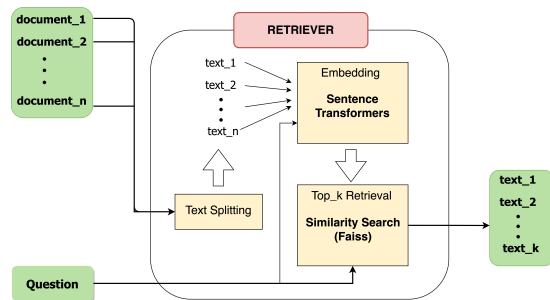 document_1
document_2
document_n
RETRIEVER
text_1
text_2
text_n
Embedding
Sentence
Transformers
Text Splitting
Top_k Retrieval
Similarity Search
(Faiss)
text_1
text_2
text_k
Question